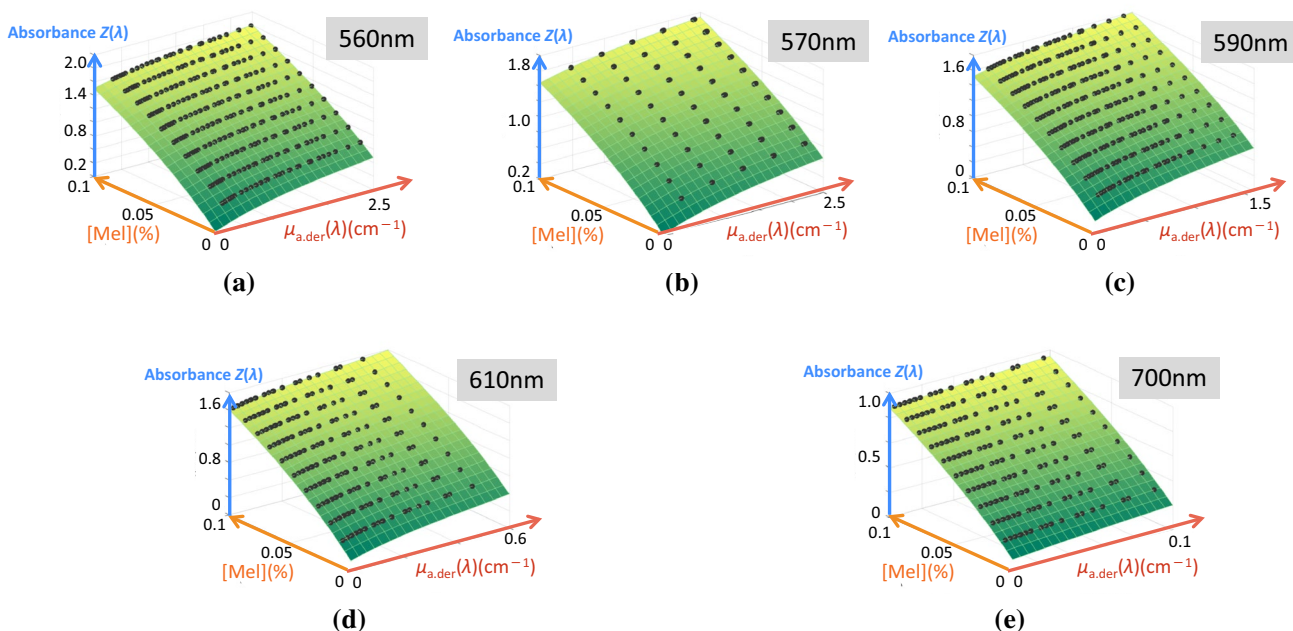 Absorbance Z(λ)
560nm
2.0
1.4
0.8
0.2
0.1
0.05
[Mel](%)
0 0
2.5
μa.der(λ)(cm−1)
(a)
Absorbance Z(λ)
570nm
1.8
1.0
0.2
0.1
0.05
[Mel](%)
0 0
2.5
μa.der(λ)(cm−1)
(b)
Absorbance Z(λ)
590nm
1.6
0.8
0
0.1
0.05
[Mel](%)
0 0
1.5
μa.der(λ)(cm−1)
(c)
Absorbance Z(λ)
610nm
1.6
0.8
0
0.1
0.05
[Mel](%)
0 0
0.6
μa.der(λ)(cm−1)
(d)
Absorbance Z(λ)
700nm
1.0
0.5
0
0.1
0.05
[Mel](%)
0 0
0.1
μa.der(λ)(cm−1)
(e)